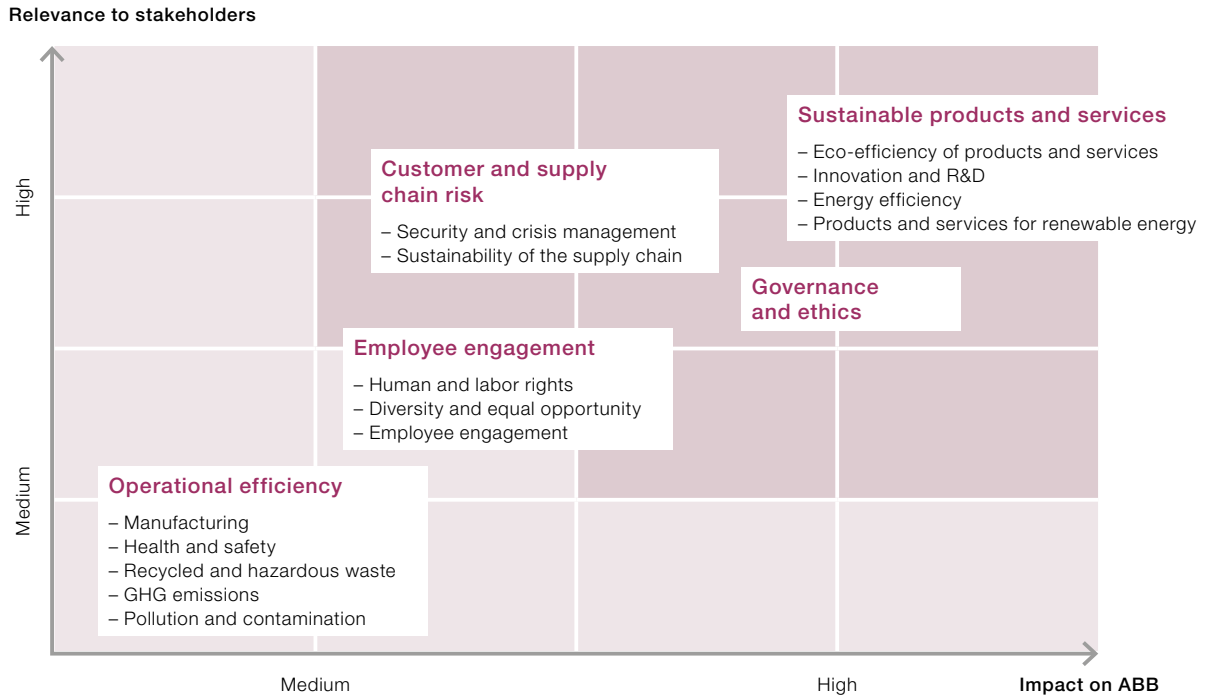 Relevance to stakeholders
High
Medium
Sustainable products and services
– Eco-efficiency of products and services
– Innovation and R&D
– Energy efficiency
– Products and services for renewable energy
Customer and supply
chain risk
– Security and crisis management
– Sustainability of the supply chain
Governance
and ethics
Employee engagement
– Human and labor rights
– Diversity and equal opportunity
– Employee engagement
Operational efficiency
– Manufacturing
– Health and safety
– Recycled and hazardous waste
– GHG emissions
– Pollution and contamination
Medium
High
Impact on ABB